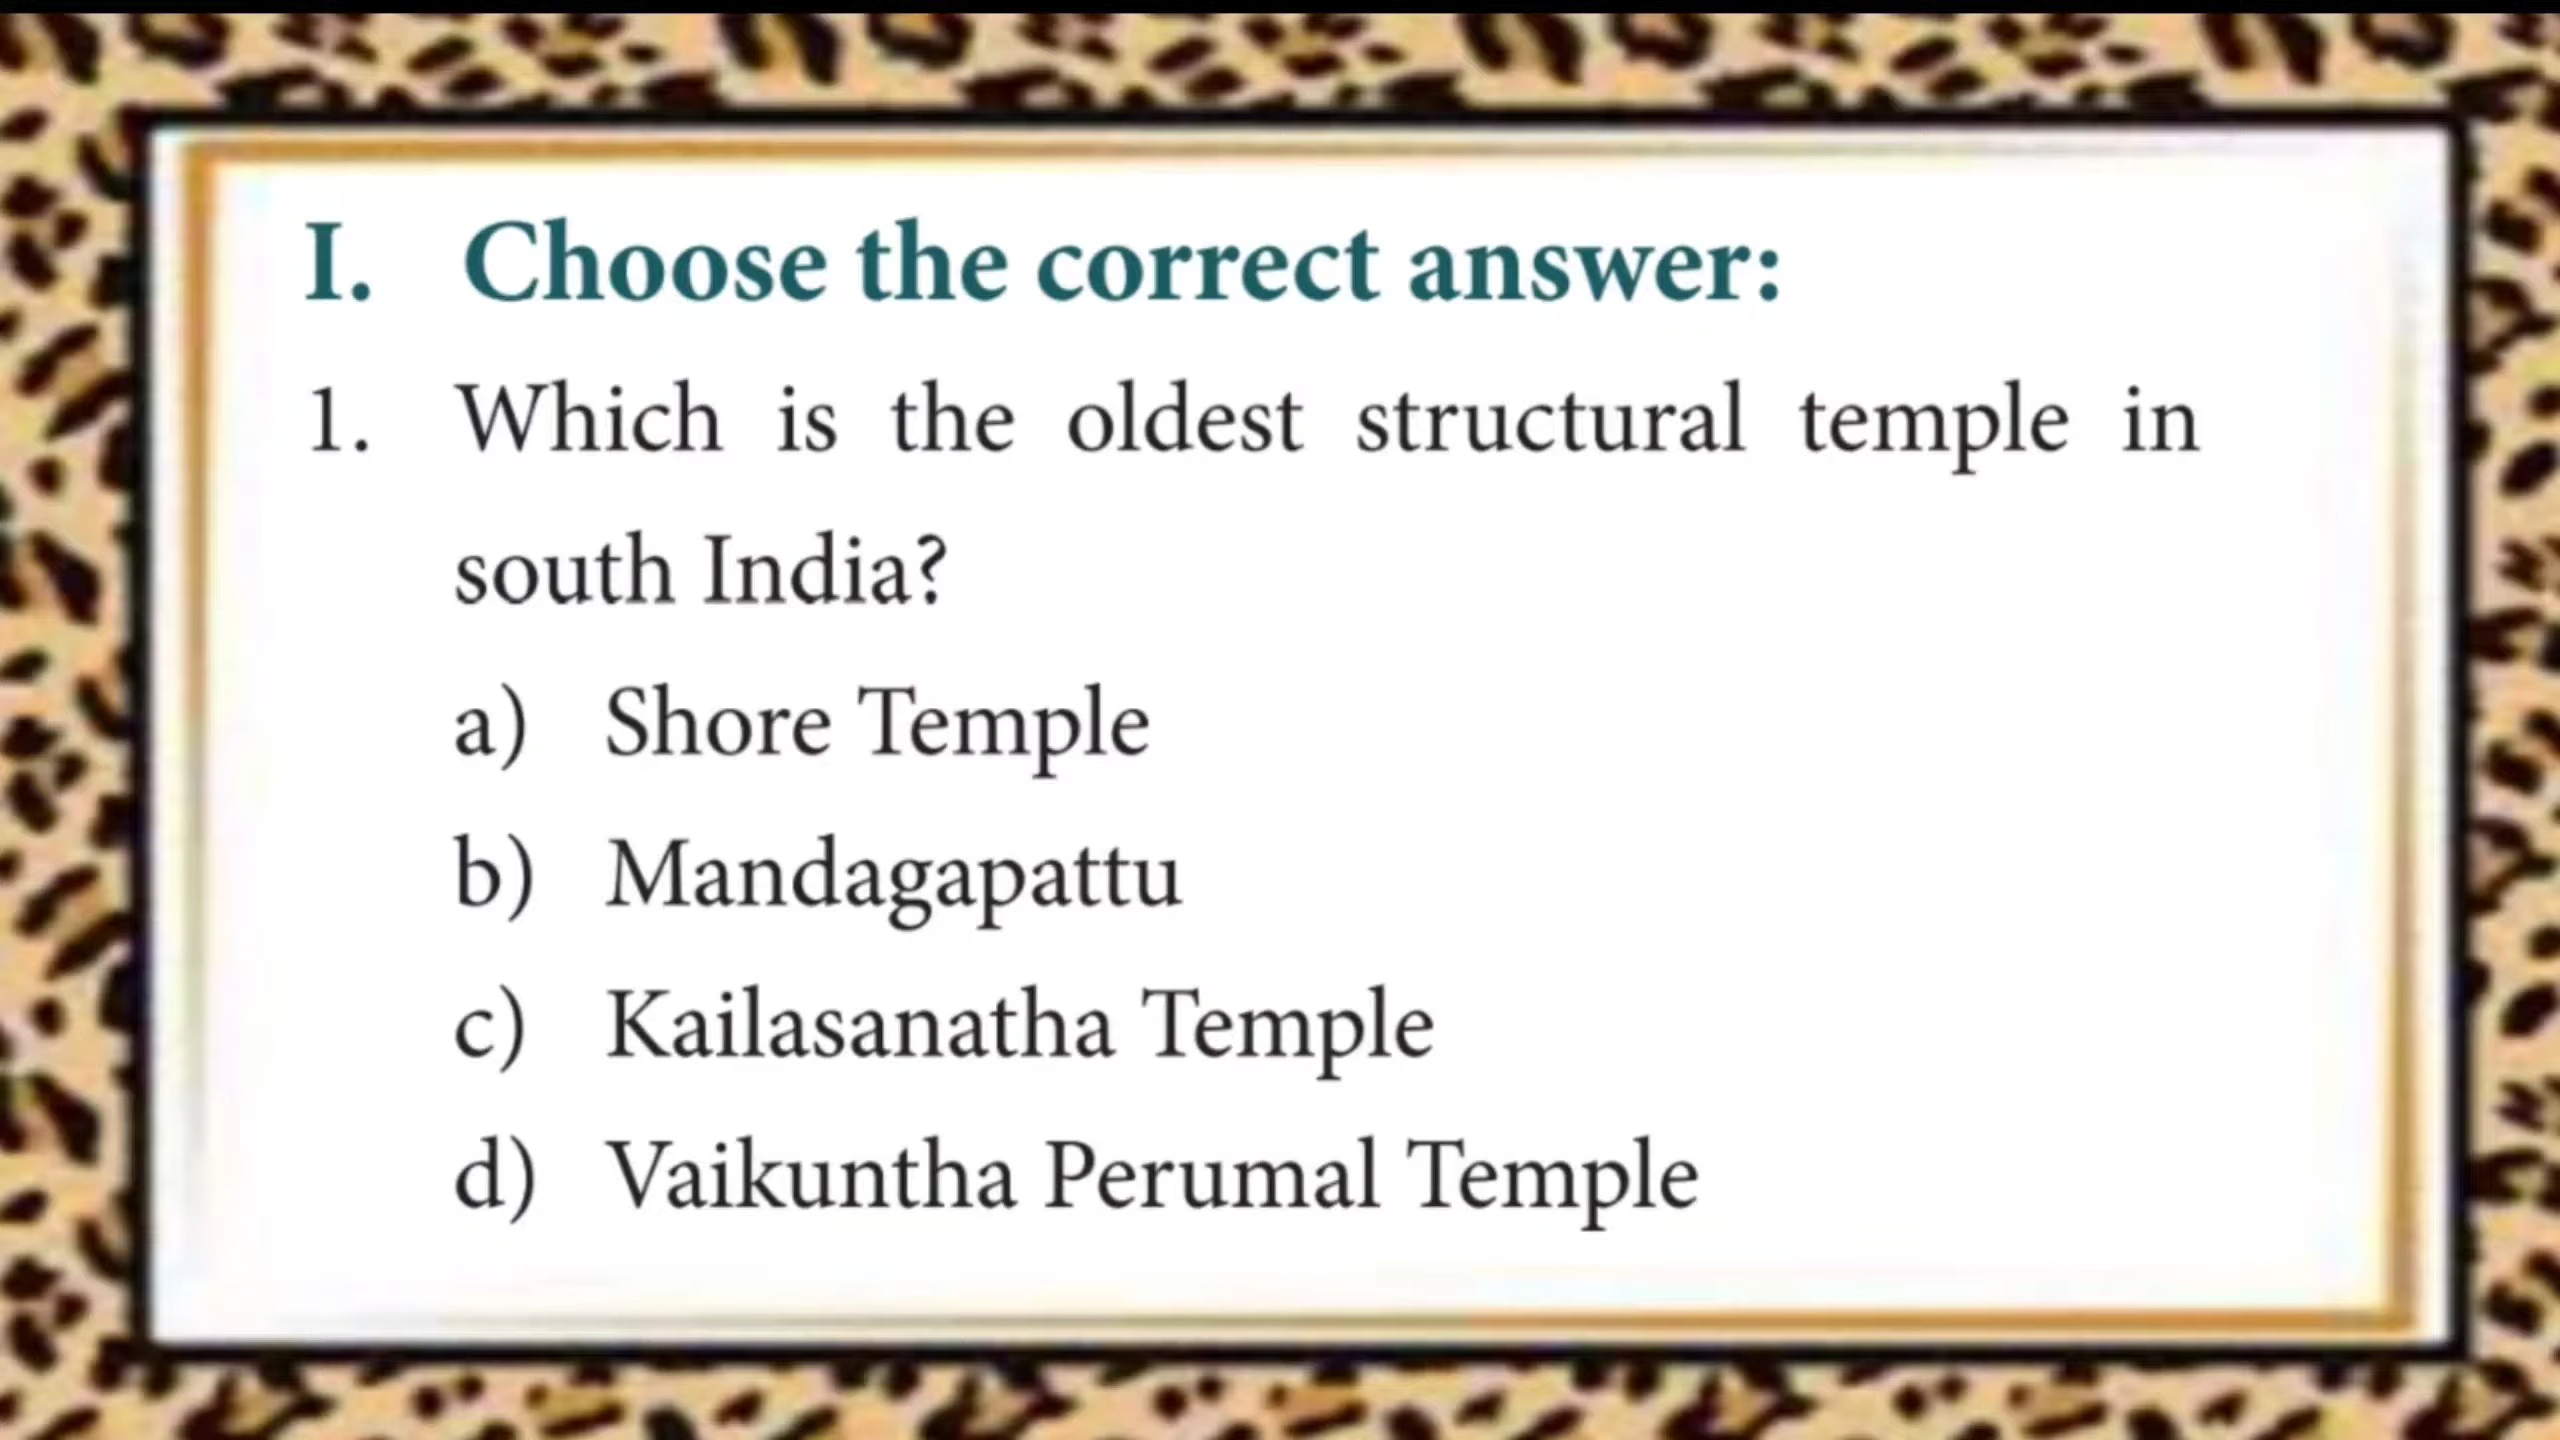 I. Choose the correct answer:
1. Which is the oldest structural temple in
south India?
a) Shore Temple
b) Mandagapattu
c) Kailasanatha Temple
d) Vaikuntha Perumal Temple